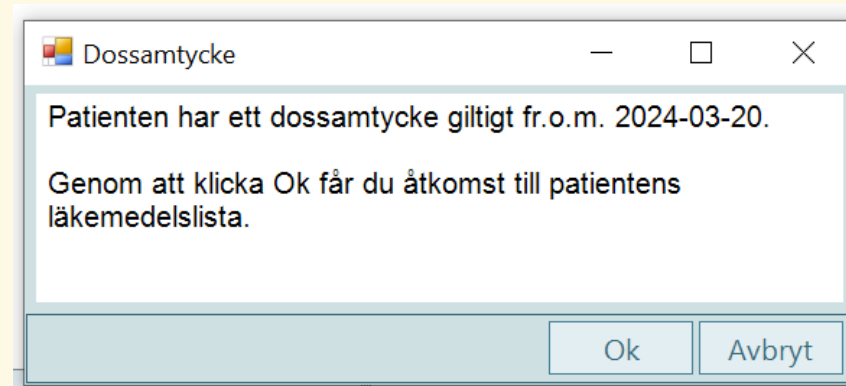 Dossamtycke
Patienten har ett dossamtycke giltigt fr.o.m. 2024-03-20.
Genom att klicka Ok får du åtkomst till patientens
läkemedelslista.
Ok
Avbryt